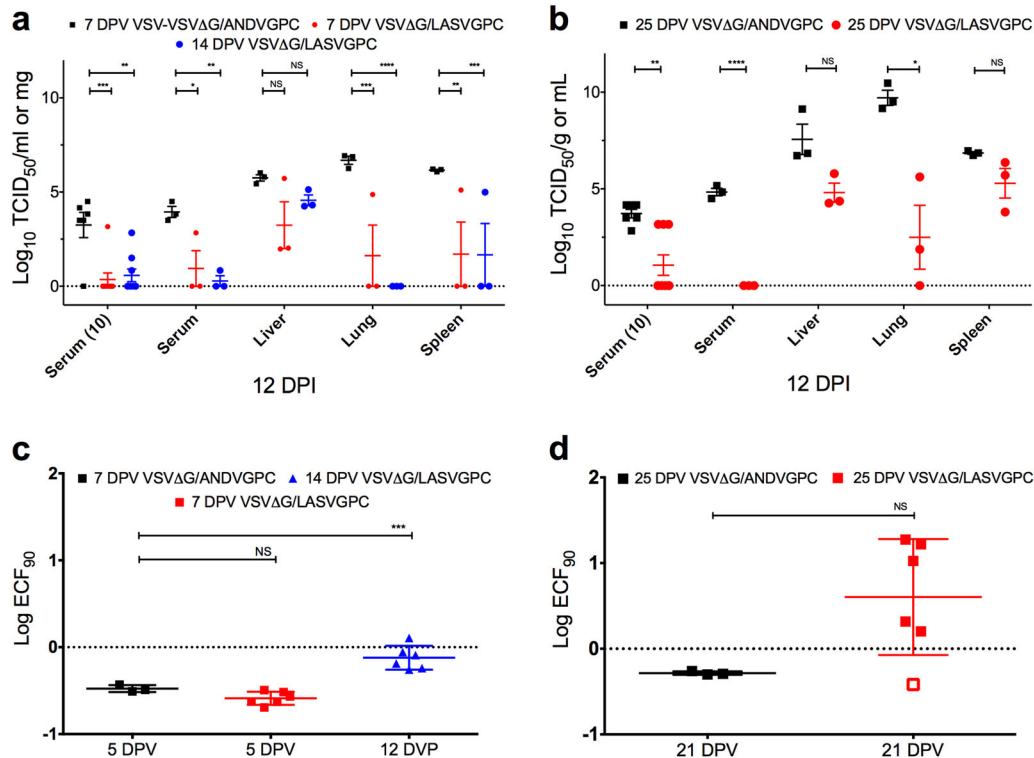 a
7 DPV VSV-VSVΔG/ANDVGPC 7 DPV VSVΔG/LASVGPC
14 DPV VSVΔG/LASVGPC
** ** NS **** ***
*** * NS *** **
Log10 TCID50/ml or mg
10
5
0
Serum (10) Serum Liver Lung Spleen
12 DPI
b
25 DPV VSVΔG/ANDVGPC 25 DPV VSVΔG/LASVGPC
** **** NS * NS
Log10 TCID50/g or mL
10
5
0
Serum (10) Serum Liver Lung Spleen
12 DPI
c
7 DPV VSVΔG/ANDVGPC 14 DPV VSVΔG/LASVGPC
7 DPV VSVΔG/LASVGPC
***
NS
Log ECF90
2
1
0
-1
5 DPV 5 DPV 12 DVP
d
25 DPV VSVΔG/ANDVGPC 25 DPV VSVΔG/LASVGPC
NS
Log ECF90
2
1
0
-1
21 DPV 21 DPV